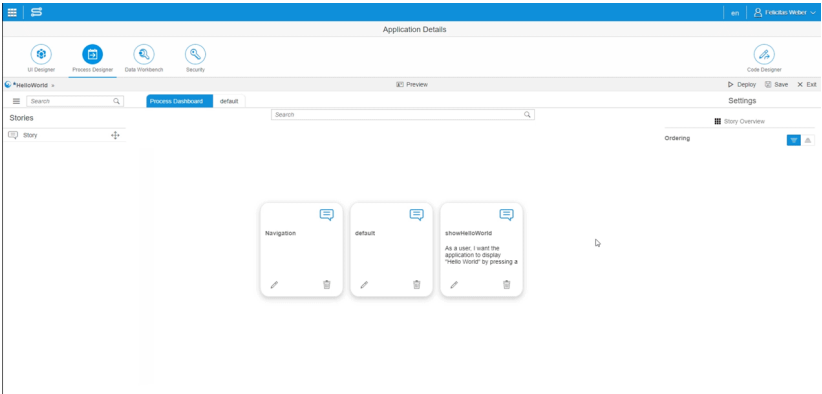 en
Felicitas Weber
Application Details
UI Designer
Process Designer
Data Workbench
Security
Code Designer
*HelloWorld
Preview
Deploy
Save
Exit
Search
Process Dashboard
default
Settings
Stories
Search
Story Overview
Story
Ordering
Navigation
default
showHelloWorld
As a user, I want the
application to display
"Hello World" by pressing a